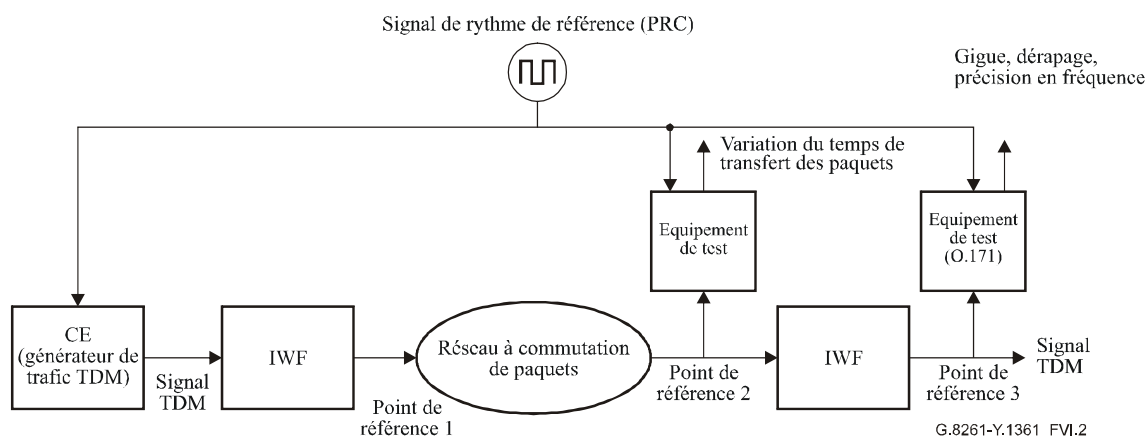 Signal de rythme de référence (PRC)
Gigue, dérapage,
précision en fréquence
Variation du temps de
transfert des paquets
Equipement
de test
Equipement
de test
(O.171)
CE
(générateur de
trafic TDM)
Signal
TDM
IWF
Point de
référence 1
Réseau à commutation
de paquets
Point de
référence 2
IWF
Point de
référence 3
Signal
TDM
G.8261-Y.1361_FVI.2